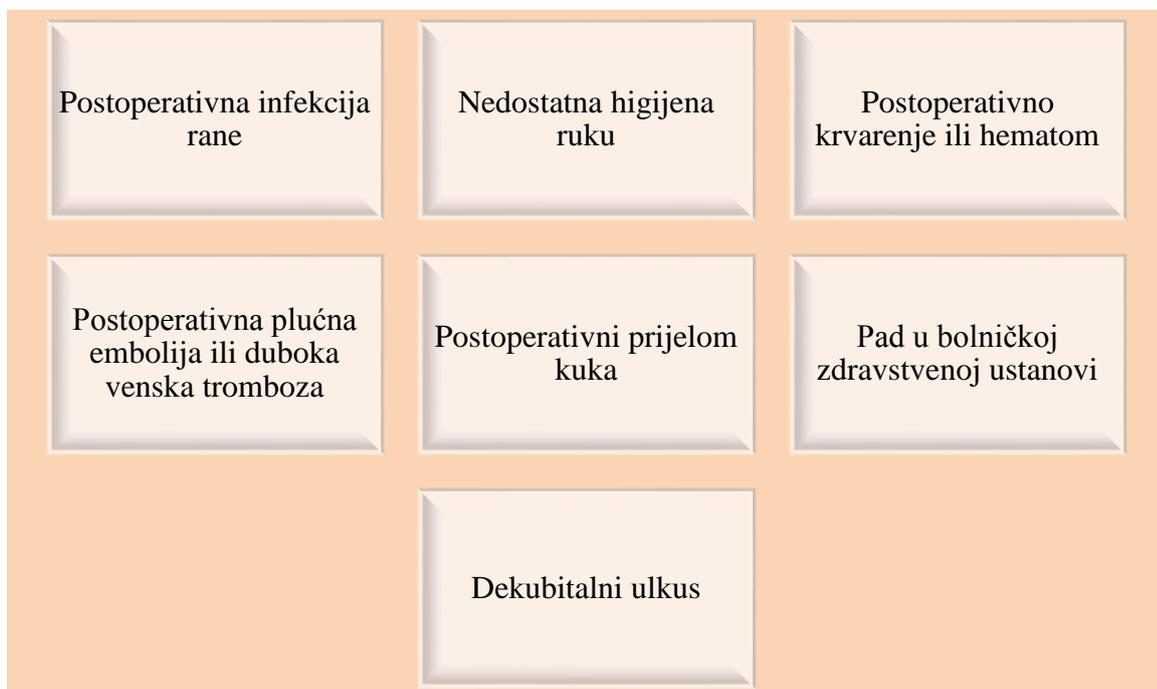 Postoperativna infekcija
rane
Nedostatna higijena
ruku
Postoperativno
krvarenje ili hematom
Postoperativna plućna
embolija ili duboka
venska tromboza
Postoperativni prijelom
kuka
Pad u bolničkoj
zdravstvenoj ustanovi
Dekubitalni ulkus